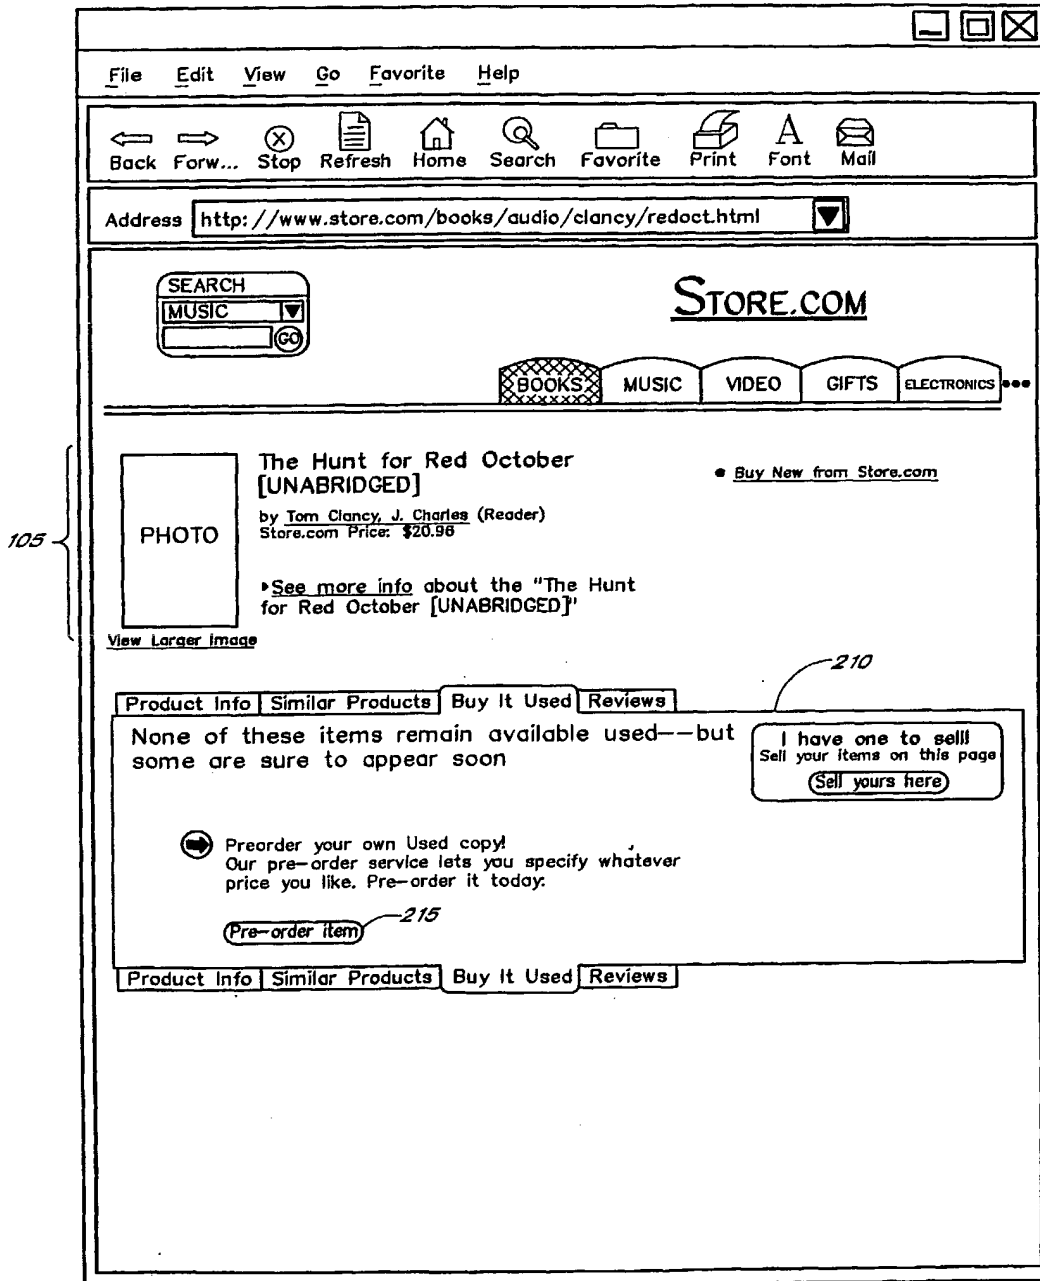 File Edit View Go Favorite Help
Back Forw... Stop Refresh Home Search Favorite Print Font Mail
Address http://www.store.com/books/audio/clancy/redoct.html
SEARCH
MUSIC
GO
STORE.COM
BOOKS MUSIC VIDEO GIFTS ELECTRONICS •••
105
PHOTO
View Larger Image
The Hunt for Red October
[UNABRIDGED]
by Tom Clancy, J. Charles (Reader)
Store.com Price: $20.96
See more info about the "The Hunt
for Red October [UNABRIDGED]"
• Buy New from Store.com
210
Product Info Similar Products Buy It Used Reviews
None of these items remain available used--but
some are sure to appear soon
I have one to sell!
Sell your items on this page
Sell yours here
Preorder your own Used copy!
Our pre-order service lets you specify whatever
price you like. Pre-order it today:
215
Pre-order item
Product Info Similar Products Buy It Used Reviews